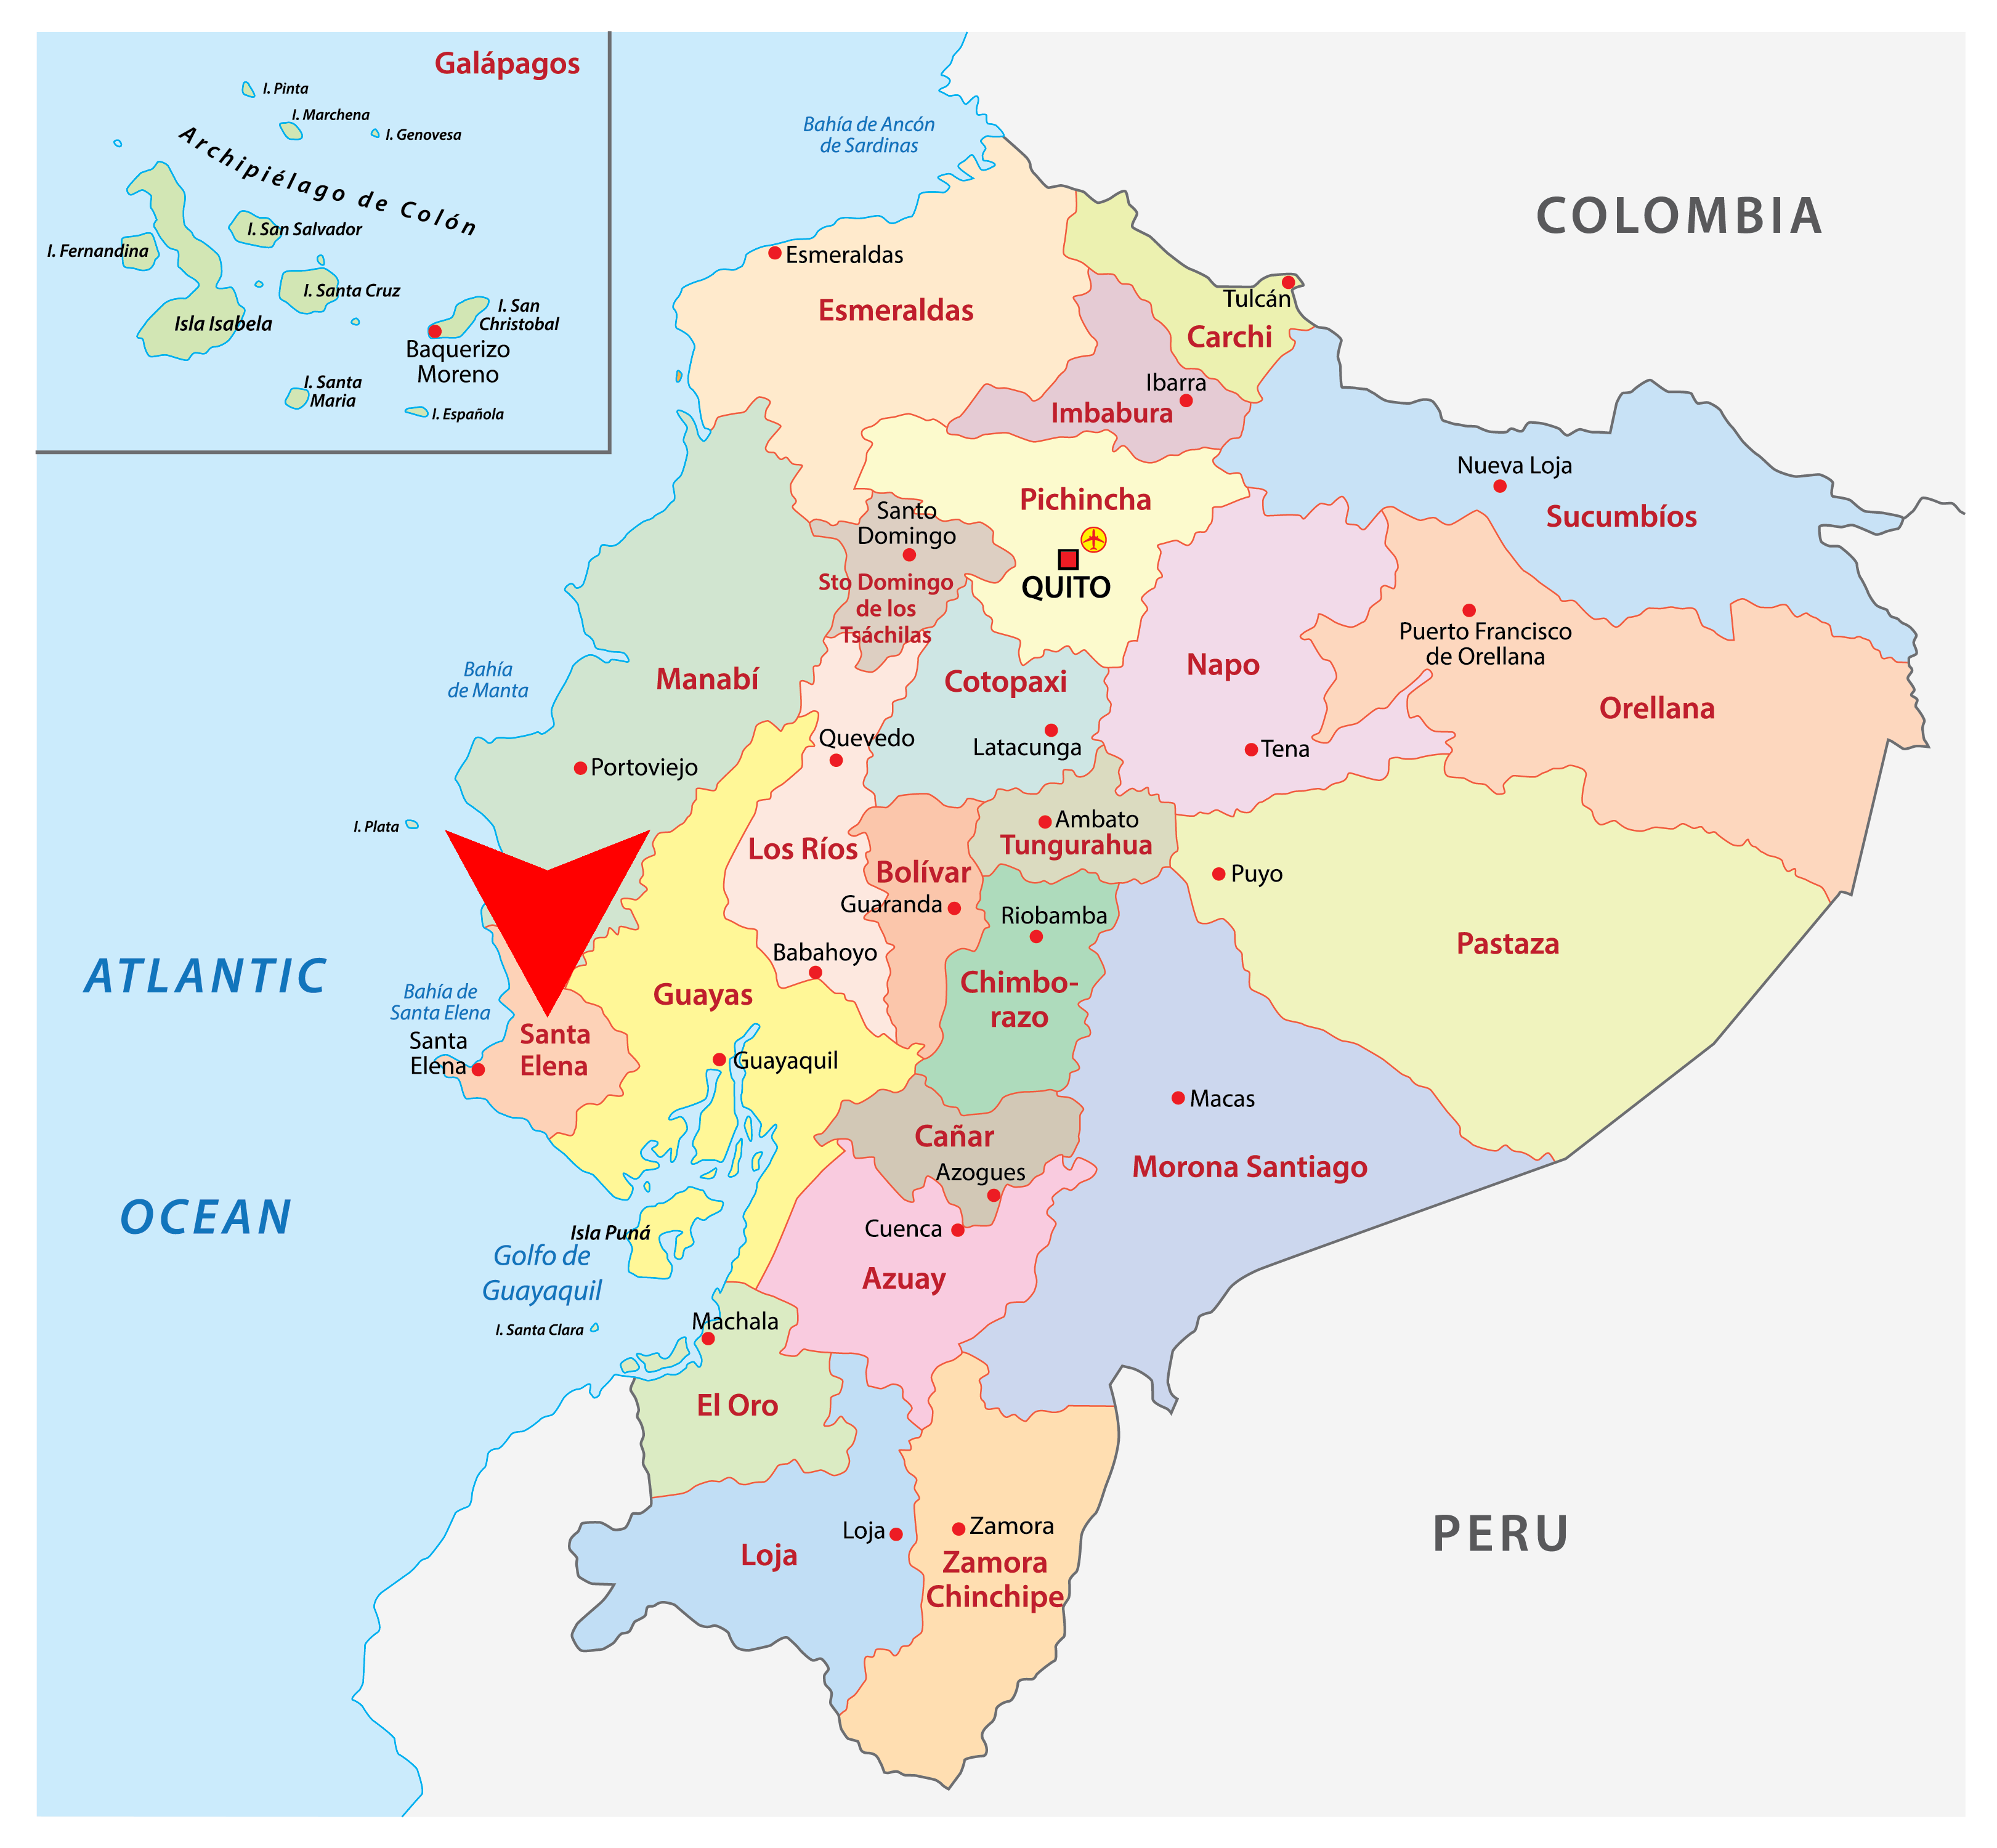 Galápagos
I. Pinta
I. Marchena
I. Genovesa
Archipiélago de Colón
I. San Salvador
I. Fernandina
I. Santa Cruz
Isla Isabela
I. San
Christobal
Baquerizo
Moreno
I. Santa
Maria
I. Española
Bahía de Ancón
de Sardinas
COLOMBIA
Esmeraldas
Esmeraldas
Tulcán
Carchi
Ibarra
Imbabura
Nueva Loja
Sucumbíos
Pichincha
QUITO
Santo
Domingo
Sto Domingo
de los
Tsáchilas
Puerto Francisco
de Orellana
Orellana
Napo
Tena
Bahía
de Manta
Manabí
Portoviejo
Cotopaxi
Latacunga
Quevedo
I. Plata
Los Ríos
Ambato
Tungurahua
Bolívar
Guaranda
Puyo
Riobamba
Pastaza
Babahoyo
Chimbo-
razo
ATLANTIC
OCEAN
Bahía de
Santa Elena
Santa
Elena
Santa
Elena
Guayas
Guayaquil
Macas
Cañar
Azogues
Morona Santiago
Isla Puná
Golfo de
Guayaquil
Cuenca
Azuay
I. Santa Clara
Machala
El Oro
Loja
Loja
Zamora
Zamora
Chinchipe
PERU